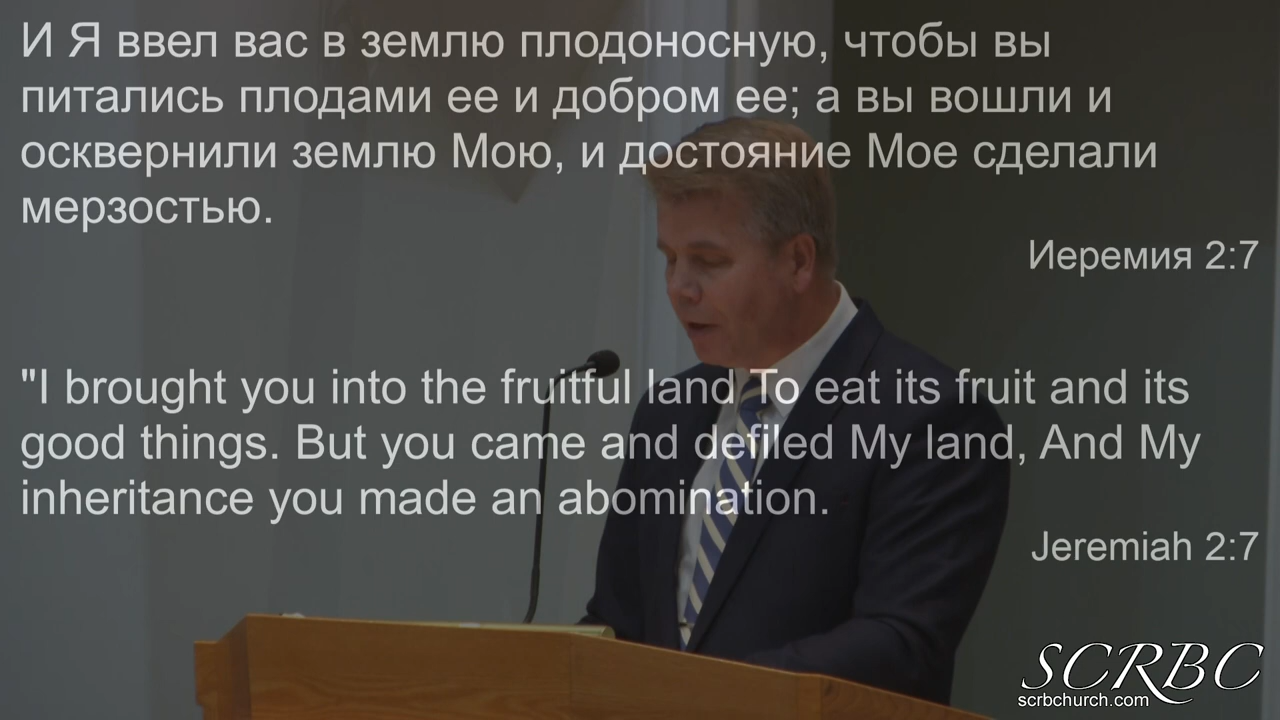 И Я ввел вас в землю плодоносную, чтобы вы
питались плодами ее и добром ее; а вы вошли и
осквернили землю Мою, и достояние Мое сделали
мерзостью.
Иеремия 2:7
"I brought you into the fruitful land To eat its fruit and its
good things. But you came and defiled My land, And My
inheritance you made an abomination.
Jeremiah 2:7
SCRBC
scrbchurch.com